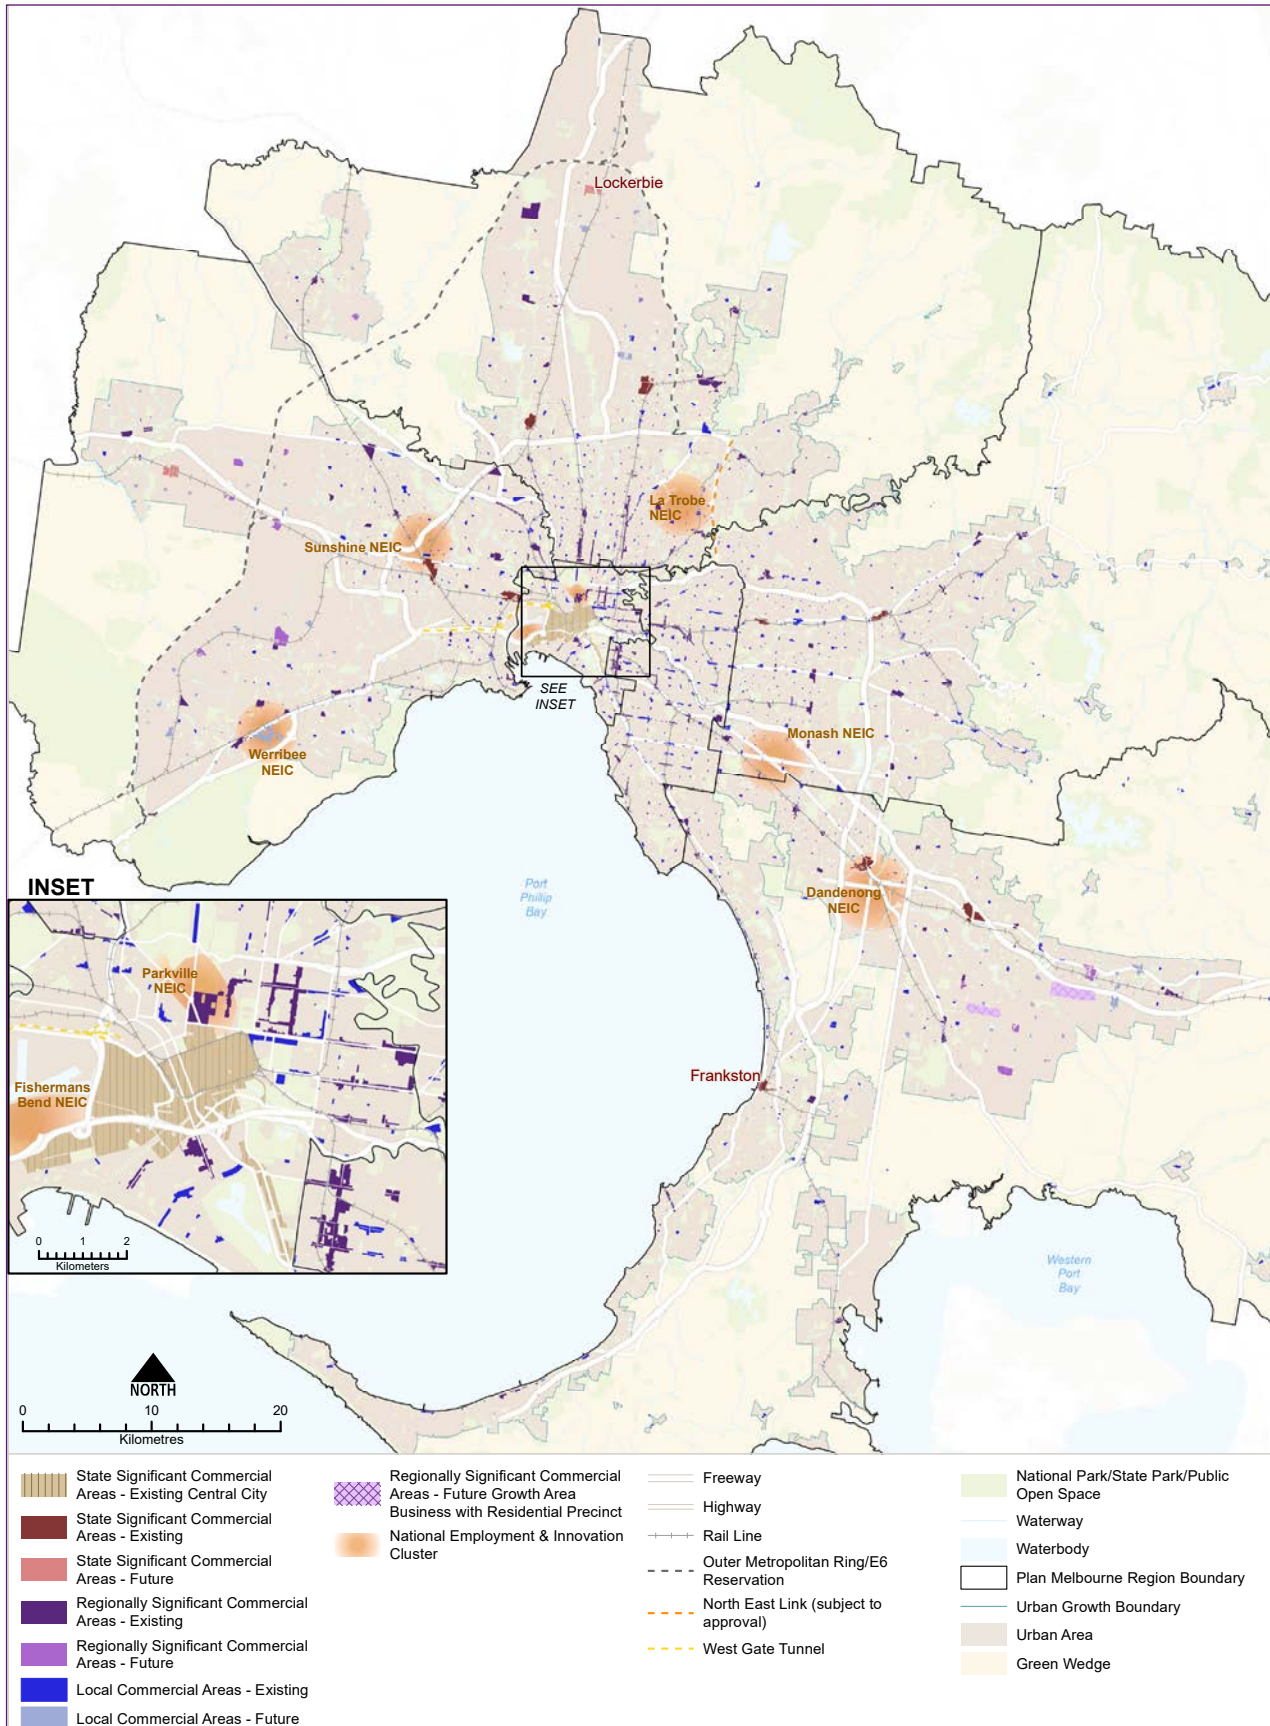 Lockerbie
La Trobe
NEIC
Sunshine NEIC
SEE
INSET
Werribee
NEIC
Monash NEIC
Dandenong
NEIC
Port
Phillip
Bay
Frankston
Western
Port
Bay
INSET
Parkville
NEIC
Fishermans
Bend NEIC
0 1 2
Kilometers
NORTH
0 10 20
Kilometres
State Significant Commercial
Areas - Existing Central City
State Significant Commercial
Areas - Existing
State Significant Commercial
Areas - Future
Regionally Significant Commercial
Areas - Existing
Regionally Significant Commercial
Areas - Future
Local Commercial Areas - Existing
Local Commercial Areas - Future
Regionally Significant Commercial
Areas - Future Growth Area
Business with Residential Precinct
National Employment & Innovation
Cluster
Freeway
Highway
Rail Line
Outer Metropolitan Ring/E6
Reservation
North East Link (subject to
approval)
West Gate Tunnel
National Park/State Park/Public
Open Space
Waterway
Waterbody
Plan Melbourne Region Boundary
Urban Growth Boundary
Urban Area
Green Wedge